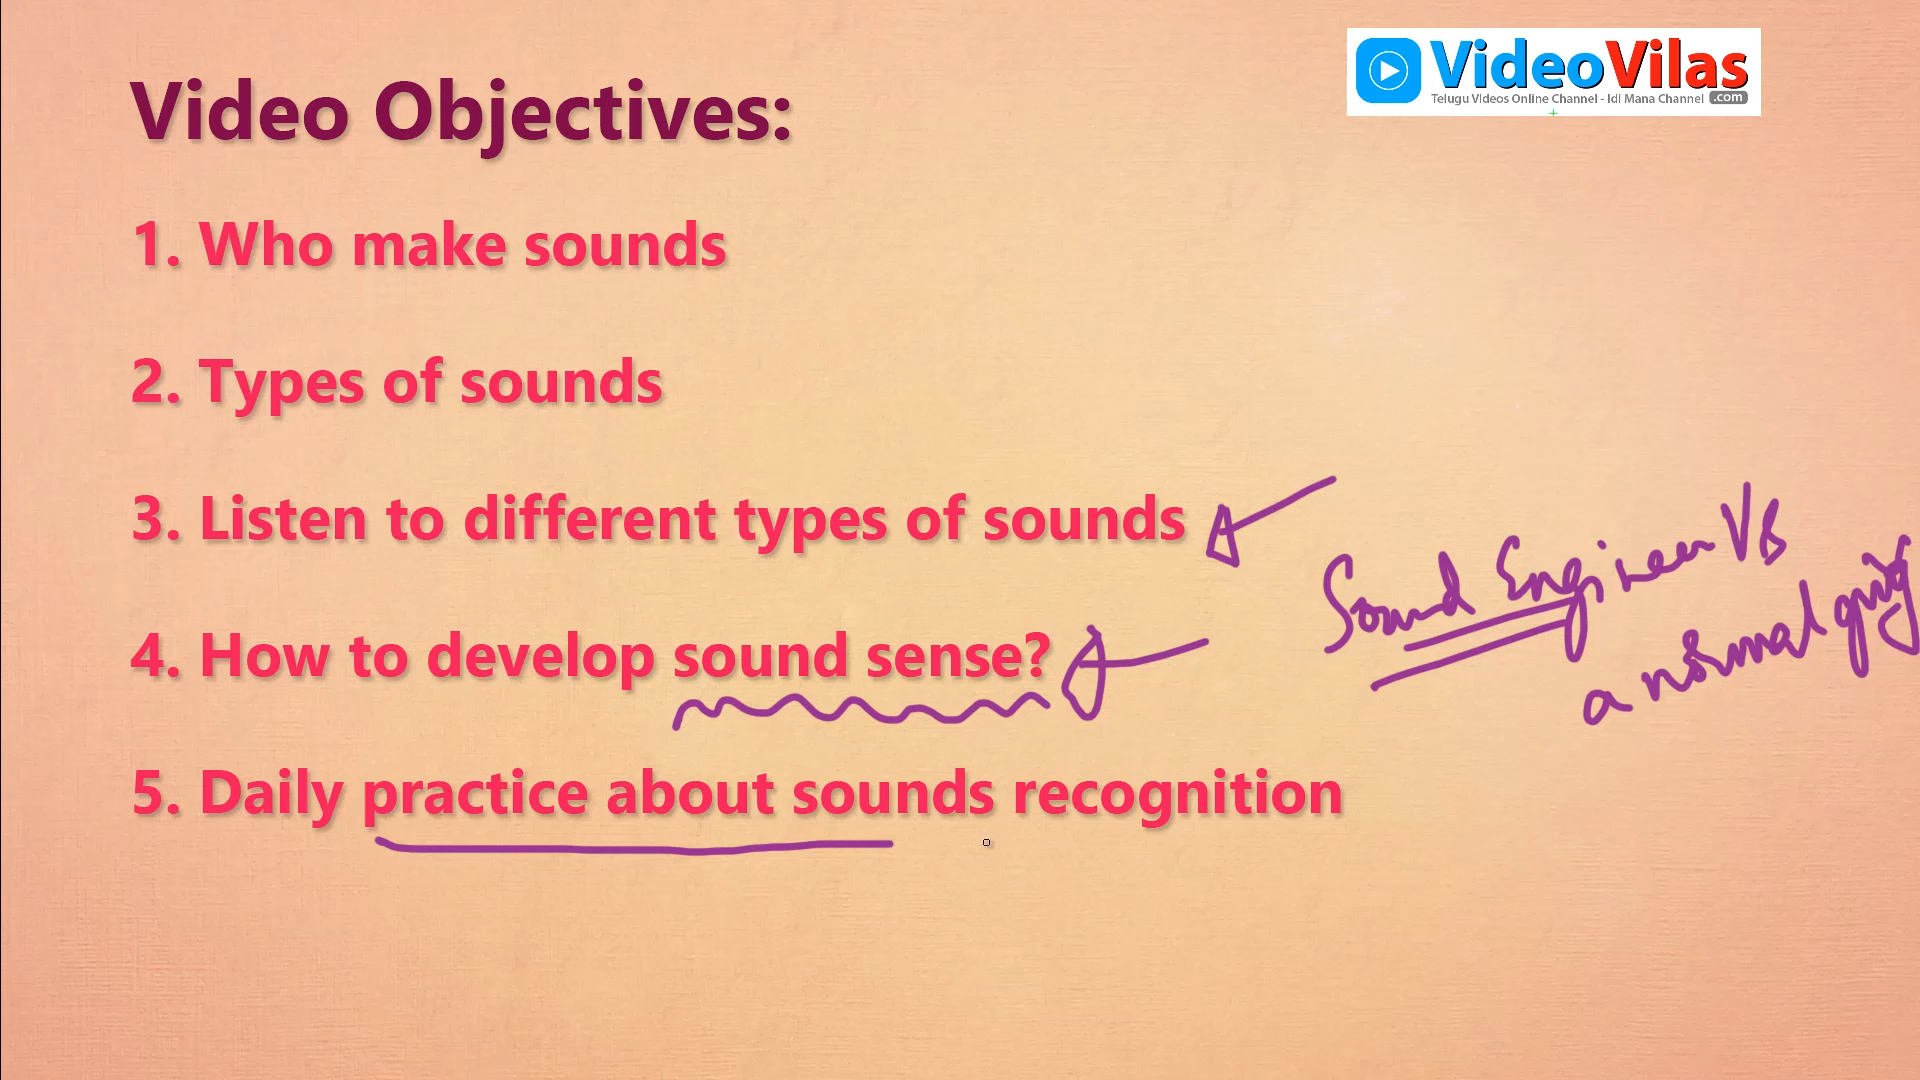 VideoVilas
Telugu Videos Online Channel - Idi Mana Channel .com
Video Objectives:
1. Who make sounds
2. Types of sounds
3. Listen to different types of sounds
4. How to develop sound sense?
5. Daily practice about sounds recognition
Sound Engineer Vs
a normal